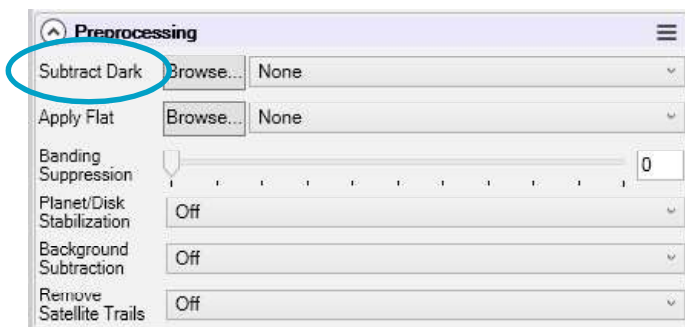 Preprocessing
Subtract Dark Browse... None
Apply Flat Browse... None
Banding
Suppression 0
Planet/Disk
Stabilization Off
Background
Subtraction Off
Remove
Satellite Trails Off